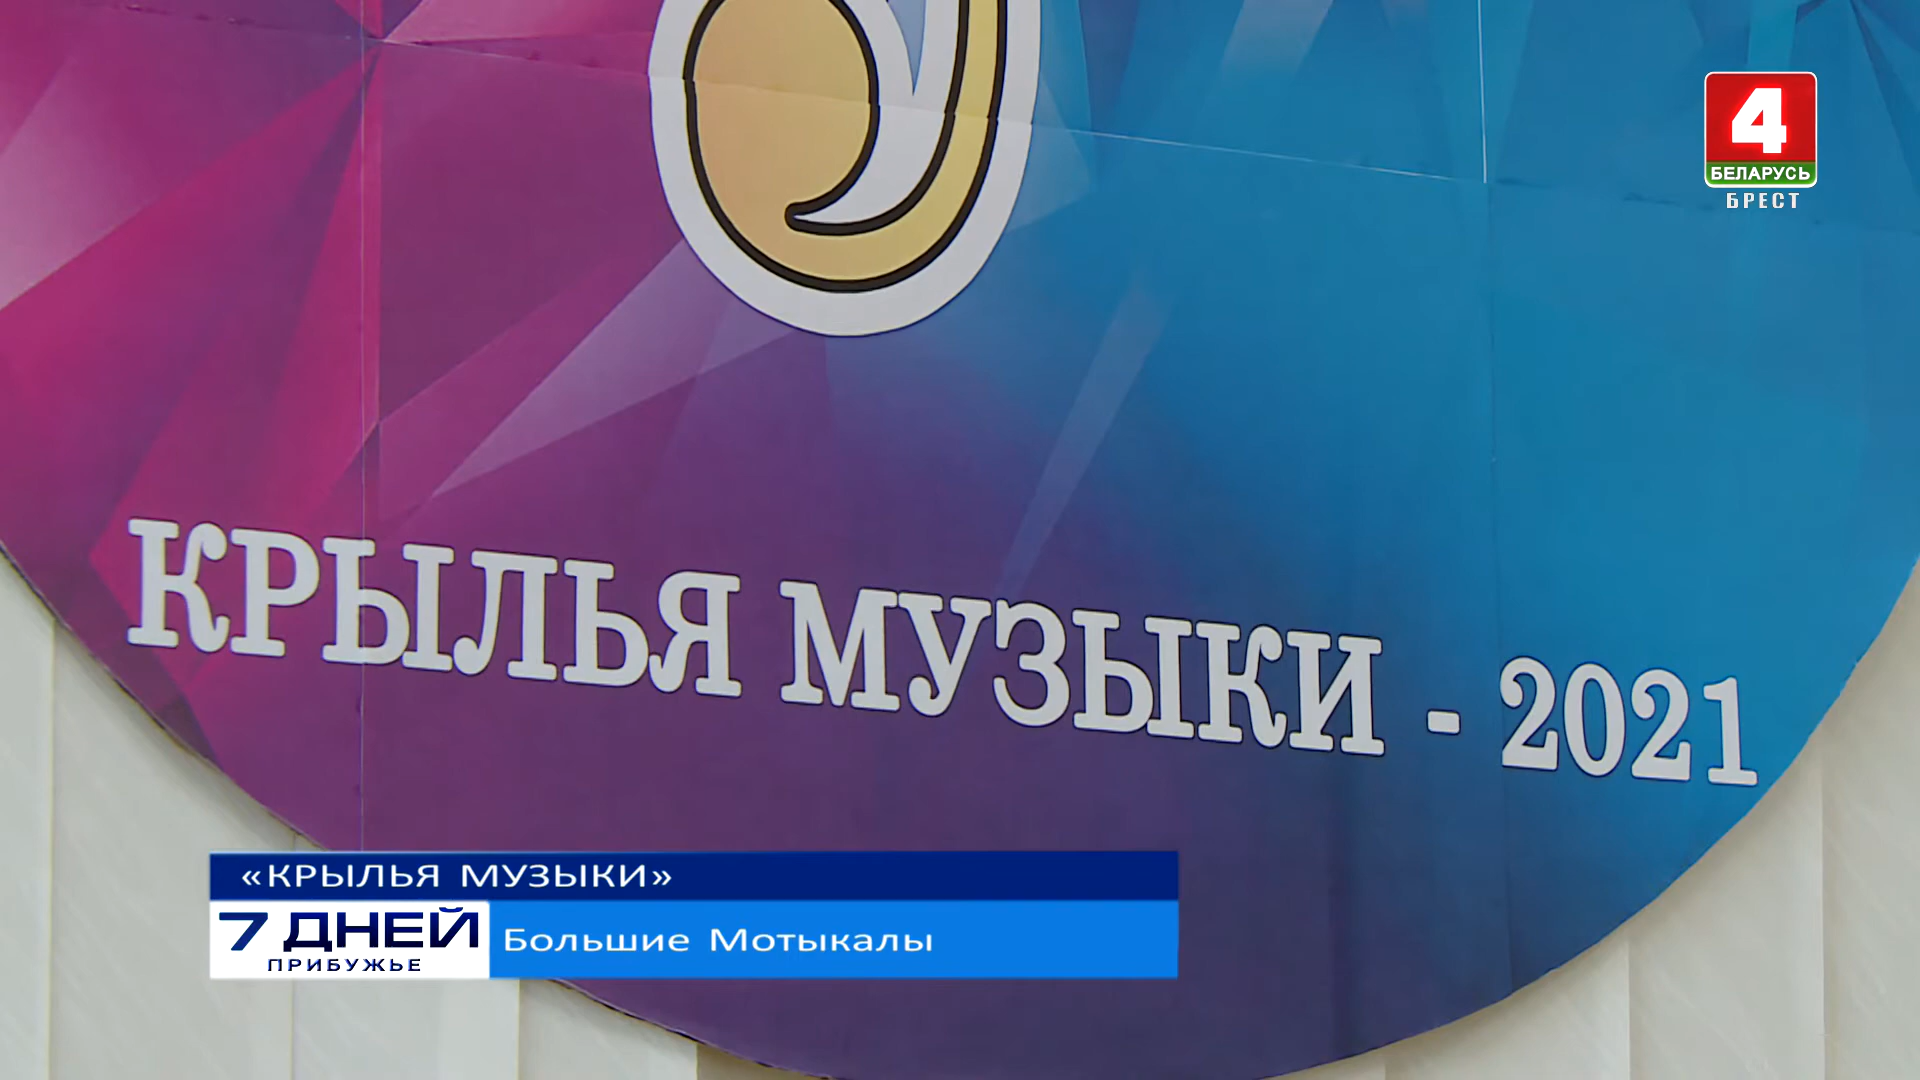 4
БЕЛАРУСЬ
БРЕСТ
КРЫЛЬЯ МУЗЫКИ - 2021
«КРЫЛЬЯ МУЗЫКИ»
7 ДНЕЙ
ПРИБУЖЬЕ
Большие Мотыкалы